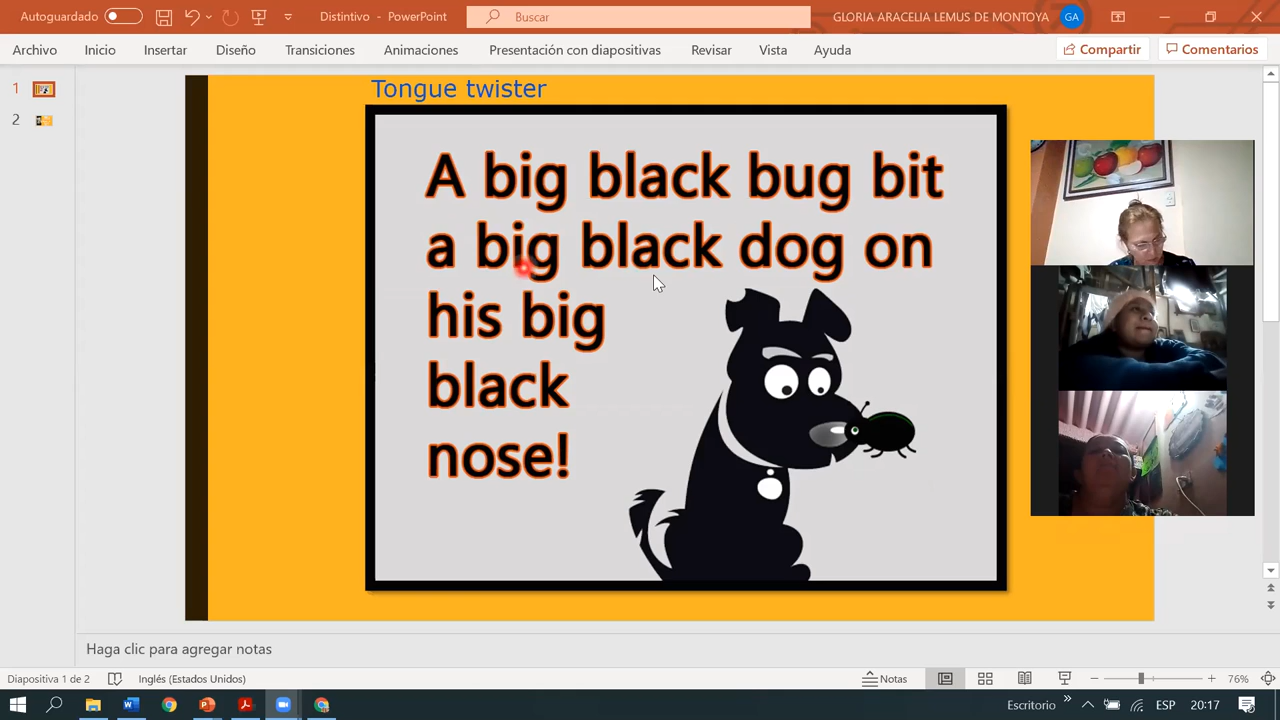 Autoguardado
Distintivo - PowerPoint
Buscar
GLORIA ARACELIA LEMUS DE MONTOYA
GA
Archivo
Inicio
Insertar
Diseño
Transiciones
Animaciones
Presentación con diapositivas
Revisar
Vista
Ayuda
Compartir
Comentarios
1
2
Tongue twister
A big black bug bit
a big black dog on
his big
black
nose!
Haga clic para agregar notas
Diapositiva 1 de 2
Inglés (Estados Unidos)
Notas
76%
Escritorio
ESP
20:17